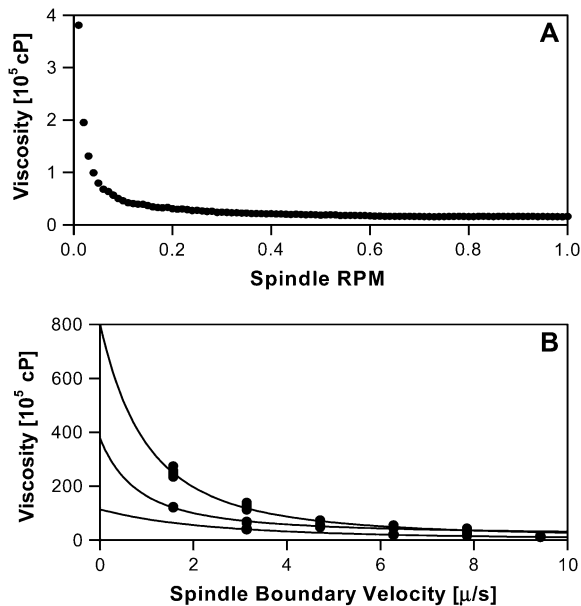 A
Viscosity [10⁵ cP]
4
3
2
1
0
0.0 0.2 0.4 0.6 0.8 1.0
Spindle RPM
B
Viscosity [10⁵ cP]
800
600
400
200
0
0 2 4 6 8 10
Spindle Boundary Velocity [μ/s]